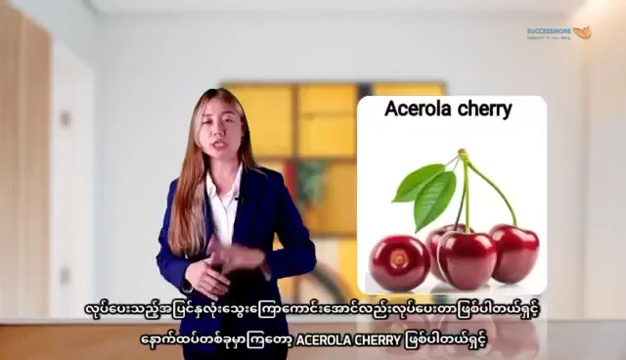 SUCCESSMORE
Acerola cherry
လုပ်ပေးသည့်အပြင်နှလုံးသွေးကြောကောင်းအောင်လည်းလုပ်ပေးတာဖြစ်ပါတယ်ရှင့်
နောက်ထပ်တစ်ခုမှာကြတော့ ACEROLA CHERRY ဖြစ်ပါတယ်ရှင့်